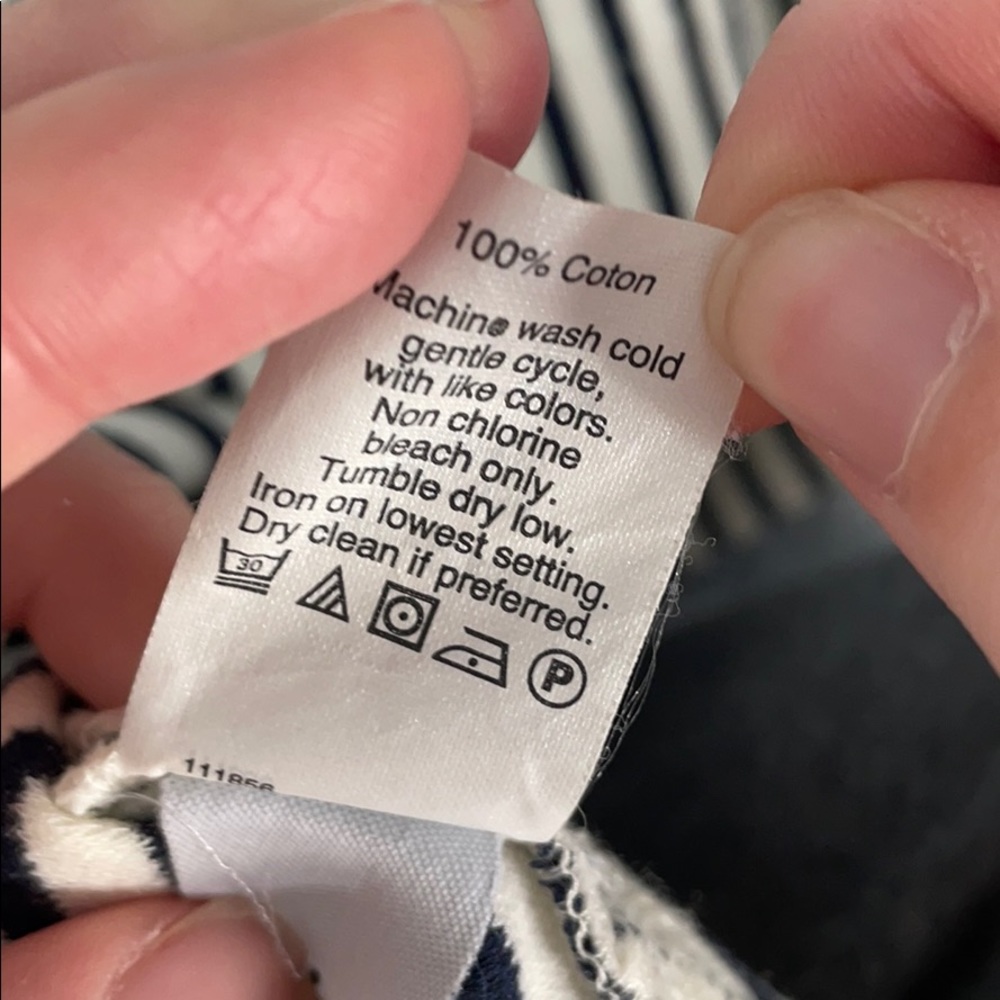 100% Coton
Machine wash cold
gentle cycle,
with like colors.
Non chlorine
bleach only.
Tumble dry low.
Iron on lowest setting.
Dry clean if preferred.
30
P